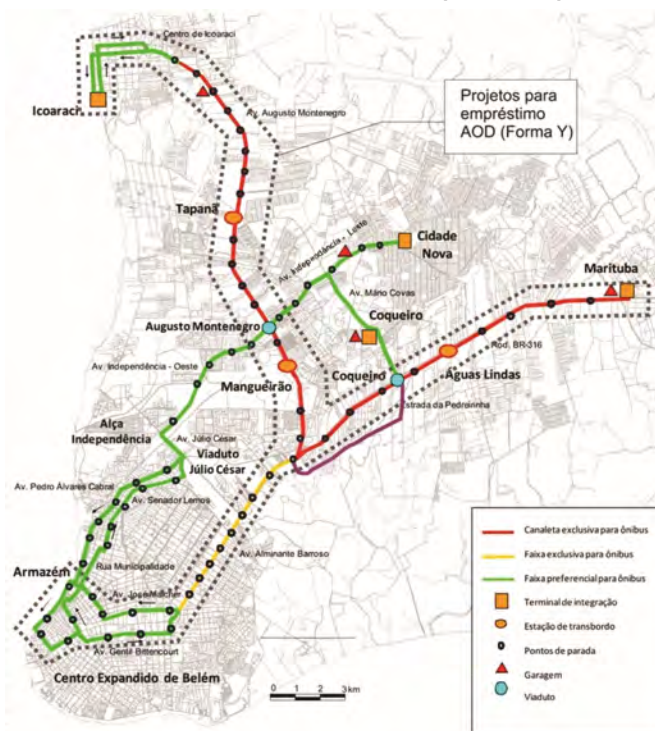 Centro de Icoaraci
Icoaraci
Av. Augusto Montenegro
Projetos para
empréstimo
AOD (Forma Y)
Tapanã
Av. Independência - Leste
Cidade
Nova
Av. Mário Covas
Marituba
Coqueiro
Augusto Montenegro
Rod. BR-316
Av. Independência - Oeste
Mangueirão
Coqueiro
Águas Lindas
Estrada da Pedreirinha
Alça
Independência
Av. Júlio César
Viaduto
Júlio César
Av. Pedro Álvares Cabral
Av. Senador Lemos
Rua Municipalidade
Av. Alminante Barroso
Armazém
Av. José Malcher
Av. Gentil Bittencourt
Centro Expandido de Belém
0 1 2 3km
Canaleta exclusiva para ônibus
Faixa exclusiva para ônibus
Faixa preferencial para ônibus
Terminal de integração
Estação de transbordo
Pontos de parada
Garagem
Viaduto